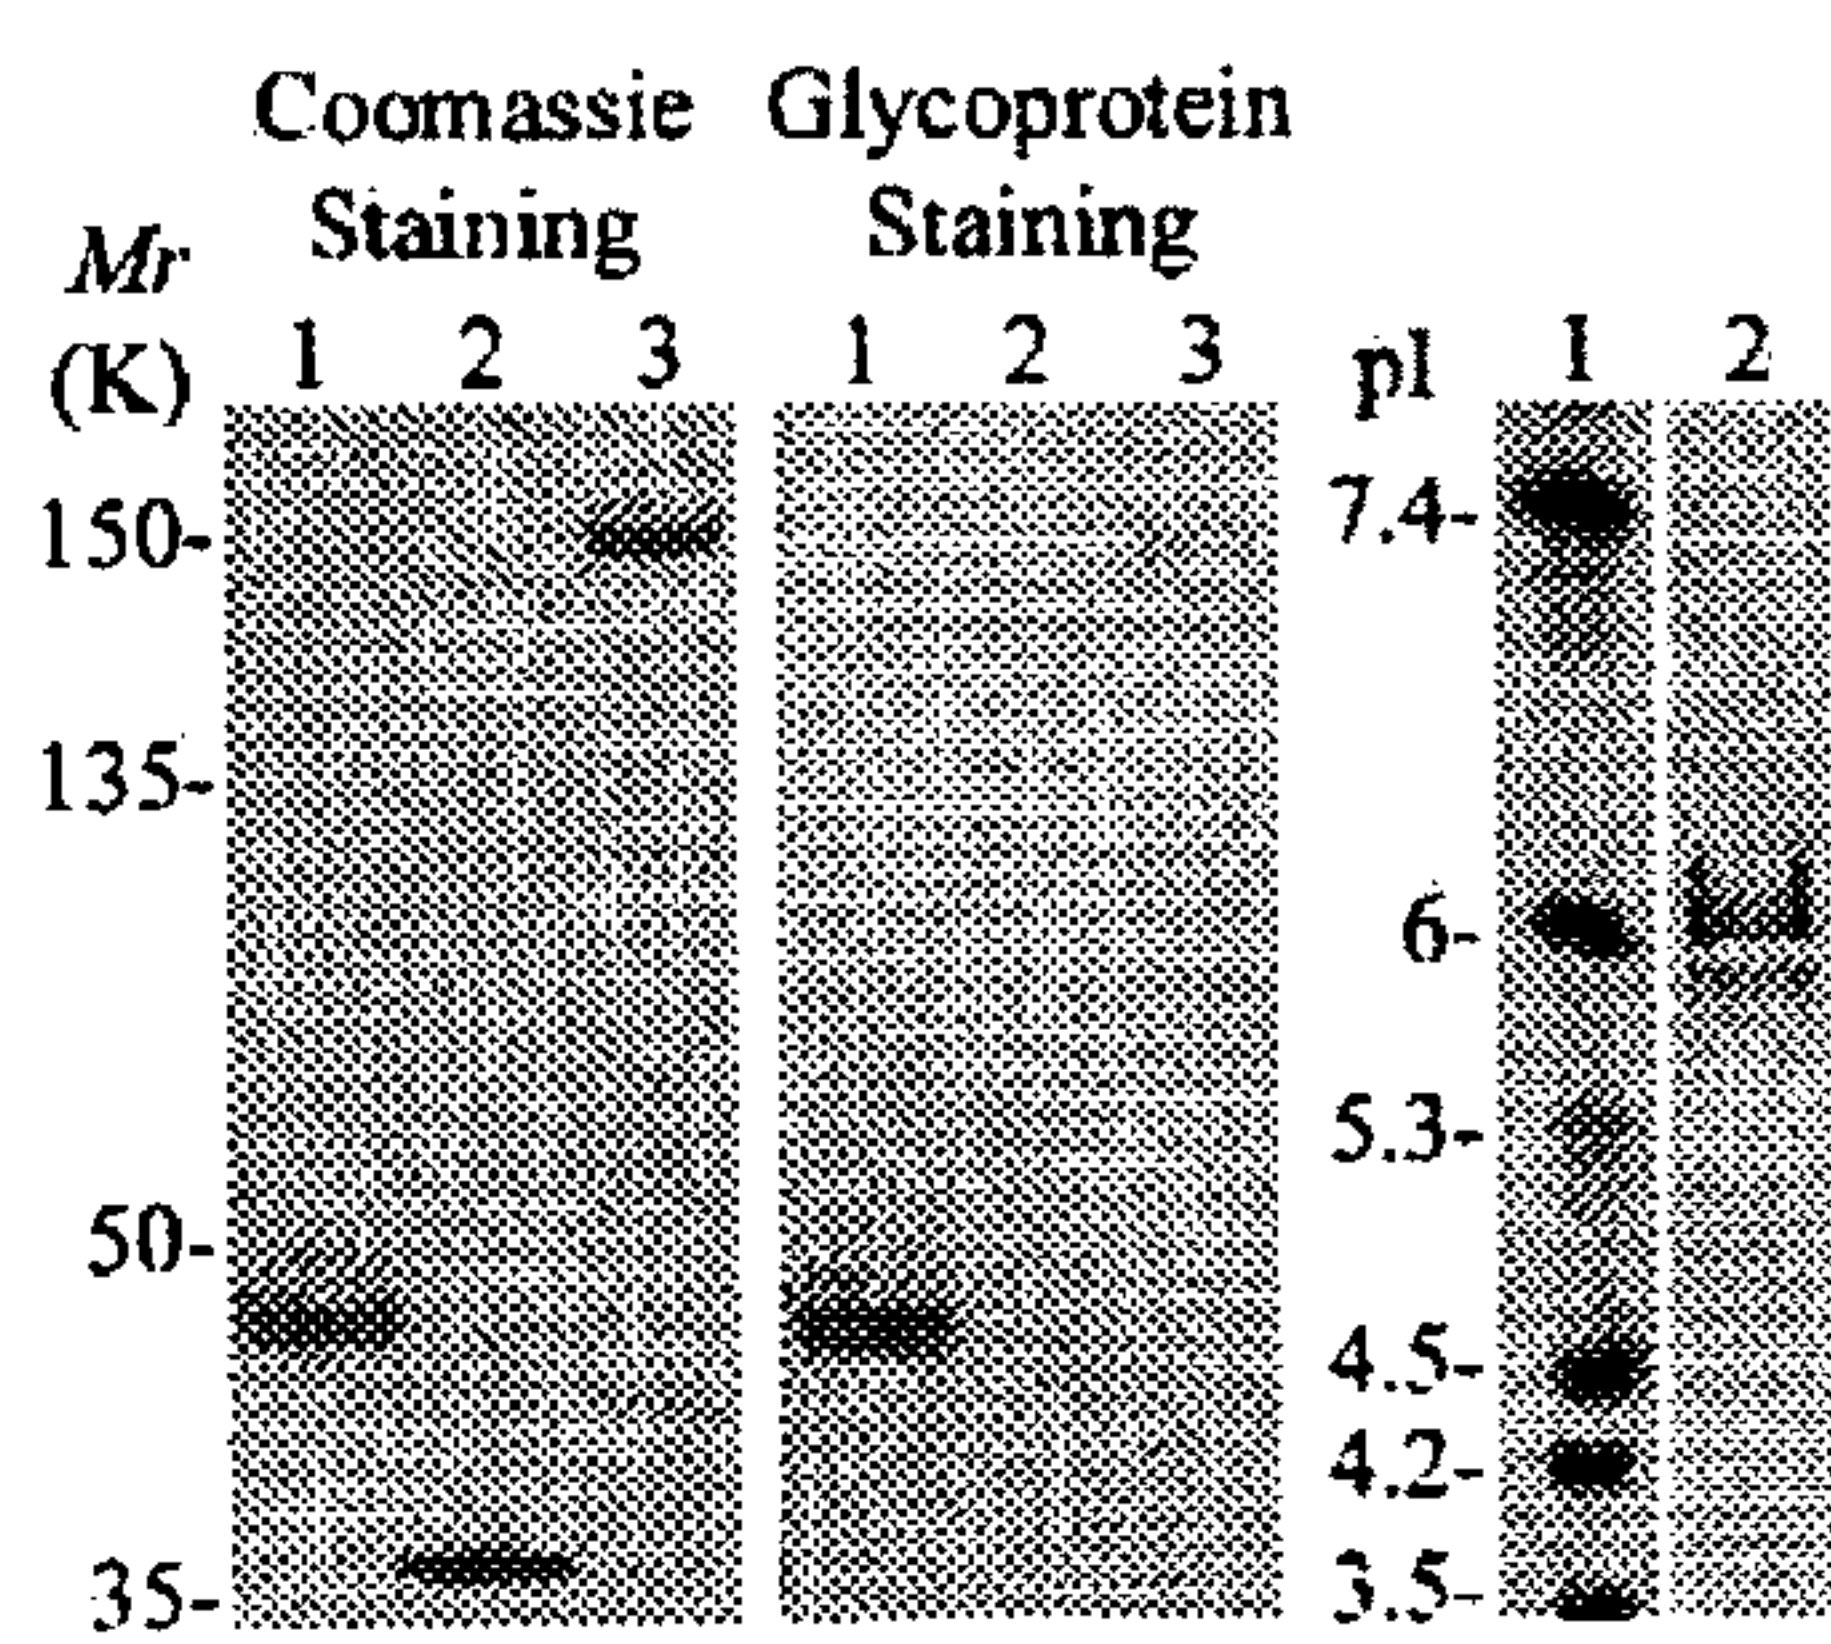 Coomassie Glycoprotein
Staining Staining
Mr
(K) 1 2 3 1 2 3 pI 1 2
150-
7.4-
135-
6-
5.3-
50-
4.5-
4.2-
35-
3.5-